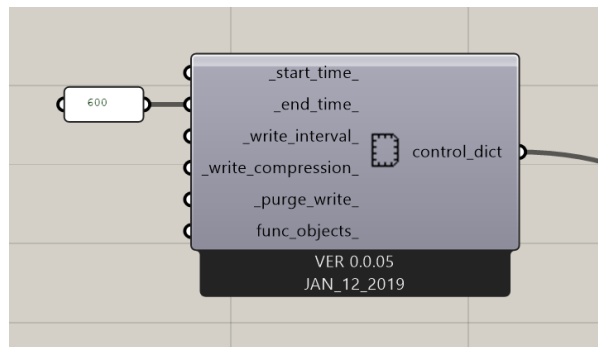 600
_start_time_
_end_time_
_write_interval_
_write_compression_
_purge_write_
func_objects_
control_dict
VER 0.0.05
JAN_12_2019